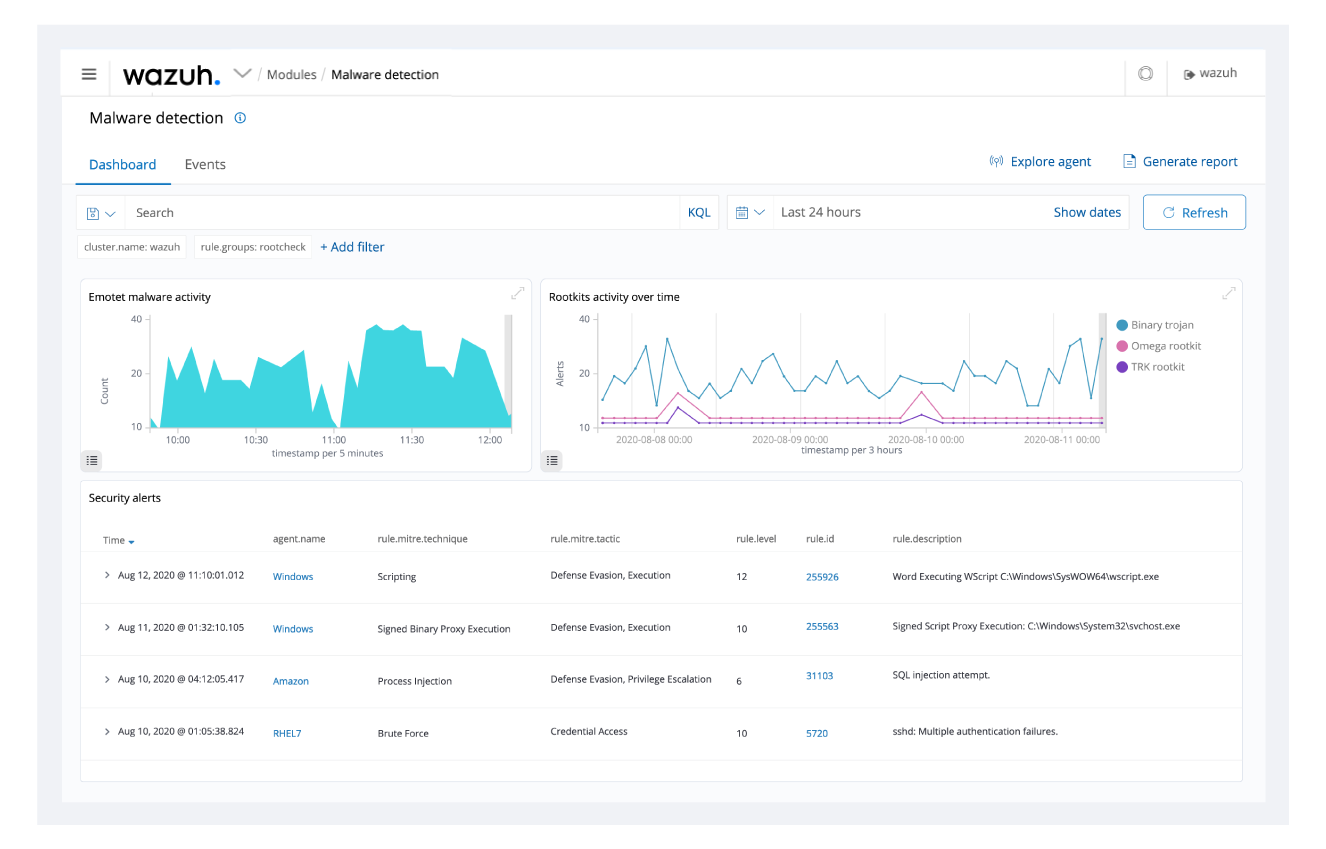 wazuh. / Modules / Malware detection wazuh
Malware detection
Dashboard Events Explore agent Generate report
Search KQL Last 24 hours Show dates Refresh
cluster.name: wazuh rule.groups: rootcheck + Add filter
Emotet malware activity
40
20
10
Count
10:00 10:30 11:00 11:30 12:00
timestamp per 5 minutes
Rootkits activity over time
40
20
10
Alerts
2020-08-08 00:00 2020-08-09 00:00 2020-08-10 00:00 2020-08-11 00:00
timestamp per 3 hours
Binary trojan
Omega rootkit
TRK rootkit
Security alerts
Time agent.name rule.mitre.technique rule.mitre.tactic rule.level rule.id rule.description
Aug 12, 2020 @ 11:10:01.012 Windows Scripting Defense Evasion, Execution 12 255926 Word Executing WScript C:\Windows\SysWOW64\wscript.exe
Aug 11, 2020 @ 01:32:10.105 Windows Signed Binary Proxy Execution Defense Evasion, Execution 10 255563 Signed Script Proxy Execution: C:\Windows\System32\svchost.exe
Aug 10, 2020 @ 04:12:05.417 Amazon Process Injection Defense Evasion, Privilege Escalation 6 31103 SQL injection attempt.
Aug 10, 2020 @ 01:05:38.824 RHEL7 Brute Force Credential Access 10 5720 sshd: Multiple authentication failures.